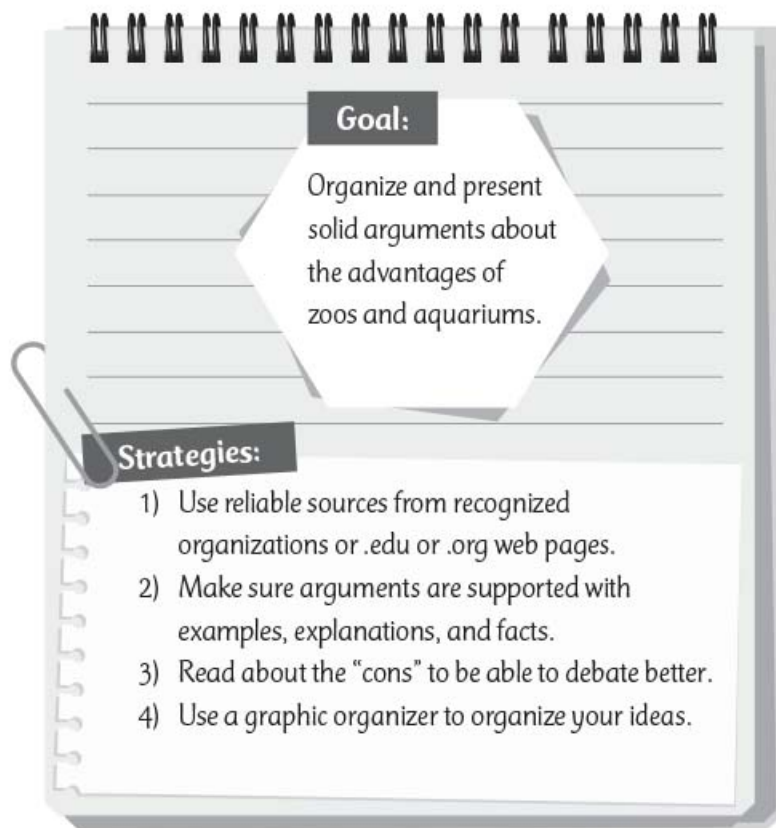 Goal:
Organize and present
solid arguments about
the advantages of
zoos and aquariums.
Strategies:
1) Use reliable sources from recognized
organizations or .edu or .org web pages.
2) Make sure arguments are supported with
examples, explanations, and facts.
3) Read about the “cons” to be able to debate better.
4) Use a graphic organizer to organize your ideas.